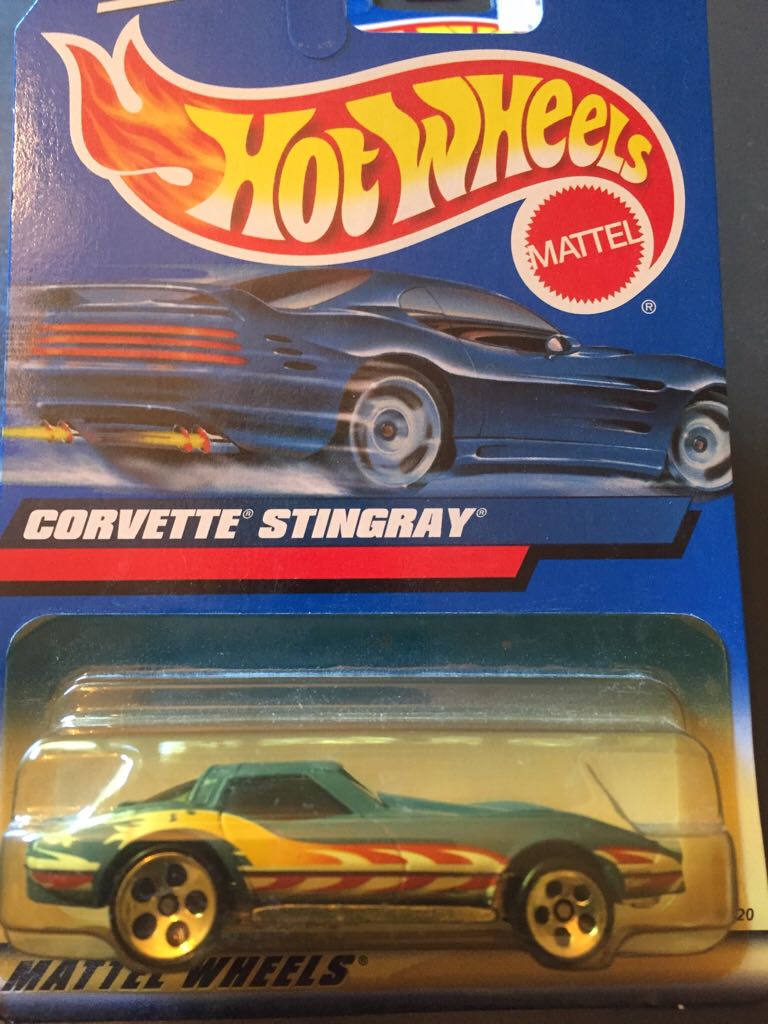 Hot Wheels
MATTEL
®
CORVETTE® STINGRAY®
20
MATTEL WHEELS®